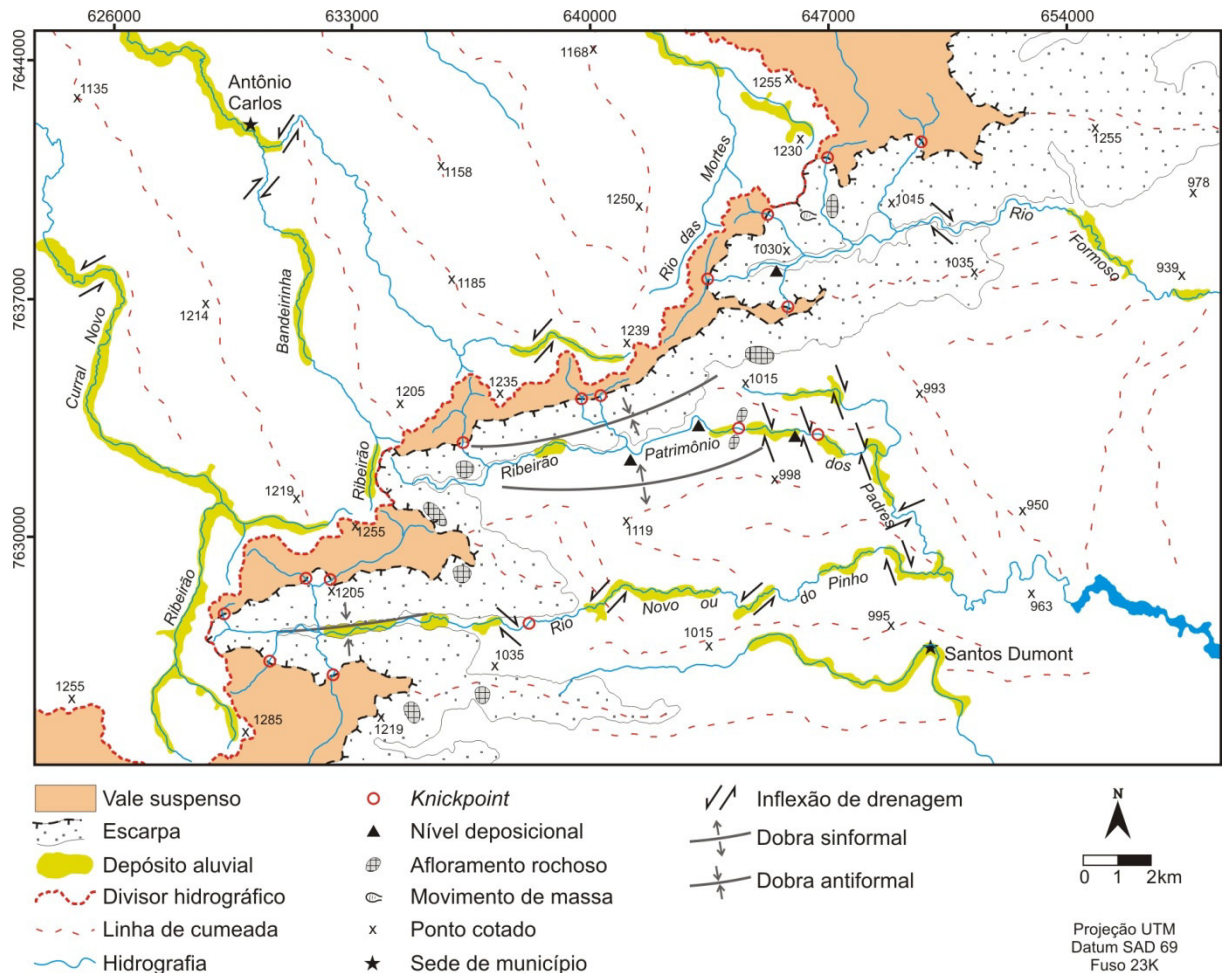 626000
633000
640000
647000
654000
7644000
7637000
7630000
1168
1255
1135
Antônio
Carlos
1230
1255
Mortes
1158
978
1250
1045
das
Rio
Rio
1030
Formoso
1035
939
1185
Novo
1214
Bandeirinha
1239
Curral
1015
993
1205
1235
Patrimônio
Ribeirão
dos
998
Padres
Ribeirão
1219
950
1255
1119
1205
Pinho
963
Novo ou
do
Ribeirão
Rio
995
1015
1035
Santos Dumont
1255
1285
1219
Vale suspenso
Escarpa
Depósito aluvial
Divisor hidrográfico
Linha de cumeada
Hidrografia
Knickpoint
Nível deposicional
Afloramento rochoso
Movimento de massa
Ponto cotado
Sede de município
Inflexão de drenagem
Dobra sinformal
Dobra antiformal
N
0 1 2km
Projeção UTM
Datum SAD 69
Fuso 23K